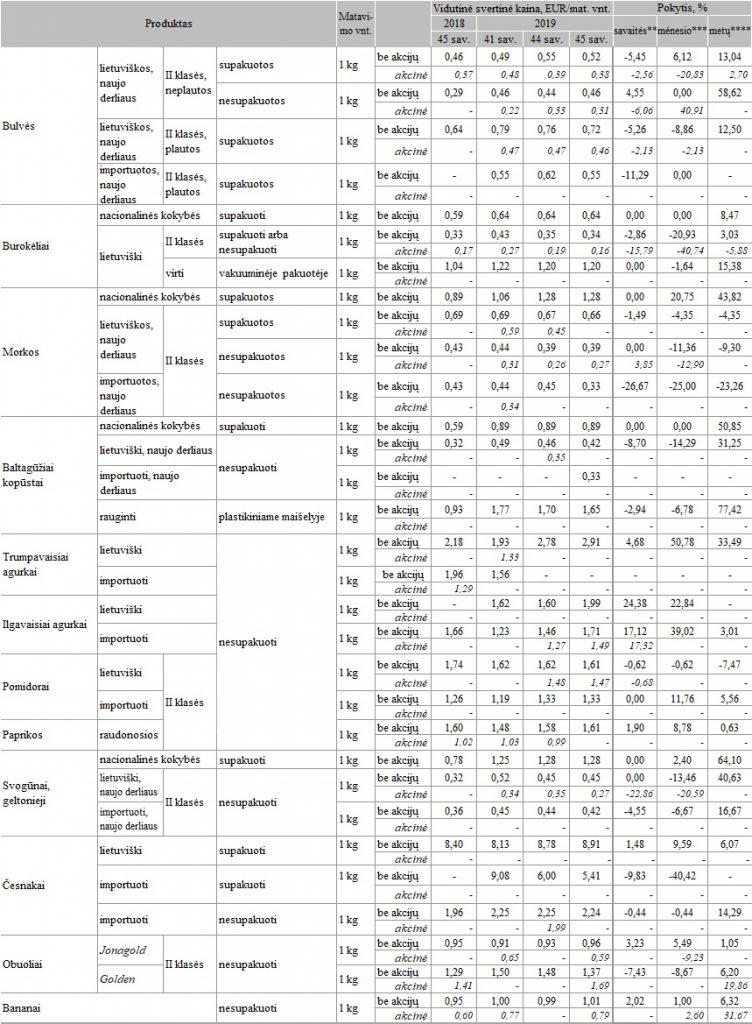 Produktas Matavi-mo vnt. Vidutinė svertinė kaina, EUR/mat. vnt. Pokytis, %
2018 2019 savaitės** mėnesio*** metų****
45 sav. 41 sav. 44 sav. 45 sav.
Bulvės lietuviškos, naujo derliaus II klasės, neplautos supakuotos 1 kg be akcijų 0,46 0,49 0,55 0,52 -5,45 6,12 13,04
akcinė 0,37 0,48 0,39 0,38 -2,56 -20,83 2,70
nesupakuotos 1 kg be akcijų 0,29 0,46 0,44 0,46 4,55 0,00 58,62
akcinė - 0,22 0,33 0,31 -6,06 40,91 -
lietuviškos, naujo derliaus II klasės, plautos supakuotos 1 kg be akcijų 0,64 0,79 0,76 0,72 -5,26 -8,86 12,50
akcinė - 0,47 0,47 0,46 -2,13 -2,13 -
importuotos, naujo derliaus II klasės, plautos supakuotos 1 kg be akcijų - 0,55 0,62 0,55 -11,29 0,00 -
akcinė - - - - - - -
Burokėliai nacionalinės kokybės supakuoti 1 kg be akcijų 0,59 0,64 0,64 0,64 0,00 0,00 8,47
lietuviški II klasės supakuoti arba nesupakuoti 1 kg be akcijų 0,33 0,43 0,35 0,34 -2,86 -20,93 3,03
akcinė 0,17 0,27 0,19 0,16 -15,79 -40,74 -5,88
virti vakuuminėje pakuotėje 1 kg be akcijų 1,04 1,22 1,20 1,20 0,00 -1,64 15,38
akcinė - - - - - - -
Morkos nacionalinės kokybės supakuotos 1 kg be akcijų 0,89 1,06 1,28 1,28 0,00 20,75 43,82
lietuviškos, naujo derliaus II klasės supakuotos 1 kg be akcijų 0,69 0,69 0,67 0,66 -1,49 -4,35 -4,35
akcinė - 0,59 0,45 - - - -
nesupakuotos 1 kg be akcijų 0,43 0,44 0,39 0,39 0,00 -11,36 -9,30
akcinė - 0,31 0,26 0,27 3,85 -12,90 -
importuotos, naujo derliaus nesupakuotos 1 kg be akcijų 0,43 0,44 0,45 0,33 -26,67 -25,00 -23,26
akcinė - 0,34 - - - - -
Baltagūžiai kopūstai nacionalinės kokybės supakuoti 1 kg be akcijų 0,59 0,89 0,89 0,89 0,00 0,00 50,85
lietuviški, naujo derliaus nesupakuoti 1 kg be akcijų 0,32 0,49 0,46 0,42 -8,70 -14,29 31,25
akcinė - - 0,35 - - - -
importuoti, naujo derliaus 1 kg be akcijų - - - 0,33 - - -
akcinė - - - - - - -
rauginti plastikiniame maišelyje 1 kg be akcijų 0,93 1,77 1,70 1,65 -2,94 -6,78 77,42
akcinė - - - - - - -
Trumpavaisiai agurkai lietuviški nesupakuoti 1 kg be akcijų 2,18 1,93 2,78 2,91 4,68 50,78 33,49
akcinė - 1,33 - - - - -
importuoti 1 kg be akcijų 1,96 1,56 - - - - -
akcinė 1,29 - - - - - -
Ilgavaisiai agurkai lietuviški 1 kg be akcijų - 1,62 1,60 1,99 24,38 22,84 -
akcinė - - - - - - -
importuoti 1 kg be akcijų 1,66 1,23 1,46 1,71 17,12 39,02 3,01
akcinė - - 1,27 1,49 17,32 - -
Pomidorai lietuviški II klasės 1 kg be akcijų 1,74 1,62 1,62 1,61 -0,62 -0,62 -7,47
akcinė - - 1,48 1,47 -0,68 - -
importuoti 1 kg be akcijų 1,26 1,19 1,33 1,33 0,00 11,76 5,56
akcinė - - - - - - -
Paprikos raudonosios 1 kg be akcijų 1,60 1,48 1,58 1,61 1,90 8,78 0,63
akcinė 1,02 1,03 0,99 - - - -
Svogūnai, geltonieji nacionalinės kokybės supakuoti 1 kg be akcijų 0,78 1,25 1,28 1,28 0,00 2,40 64,10
lietuviški, naujo derliaus II klasės nesupakuoti 1 kg be akcijų 0,32 0,52 0,45 0,45 0,00 -13,46 40,63
akcinė - 0,34 0,35 0,27 -22,86 -20,59 -
importuoti, naujo derliaus 1 kg be akcijų 0,36 0,45 0,44 0,42 -4,55 -6,67 16,67
akcinė - - - - - - -
Česnakai lietuviški supakuoti 1 kg be akcijų 8,40 8,13 8,78 8,91 1,48 9,59 6,07
akcinė - - - - - - -
importuoti supakuoti 1 kg be akcijų - 9,08 6,00 5,41 -9,83 -40,42 -
akcinė - - - - - - -
importuoti nesupakuoti 1 kg be akcijų 1,96 2,25 2,25 2,24 -0,44 -0,44 14,29
akcinė - - 1,99 - - - -
Obuoliai Jonagold II klasės nesupakuoti 1 kg be akcijų 0,95 0,91 0,93 0,96 3,23 5,49 1,05
akcinė - 0,65 - 0,59 - -9,23 -
Golden 1 kg be akcijų 1,29 1,50 1,48 1,37 -7,43 -8,67 6,20
akcinė 1,41 - - 1,69 - - 19,86
Bananai nesupakuoti 1 kg be akcijų 0,95 1,00 0,99 1,01 2,02 1,00 6,32
akcinė 0,60 0,77 - 0,79 - 2,60 31,67